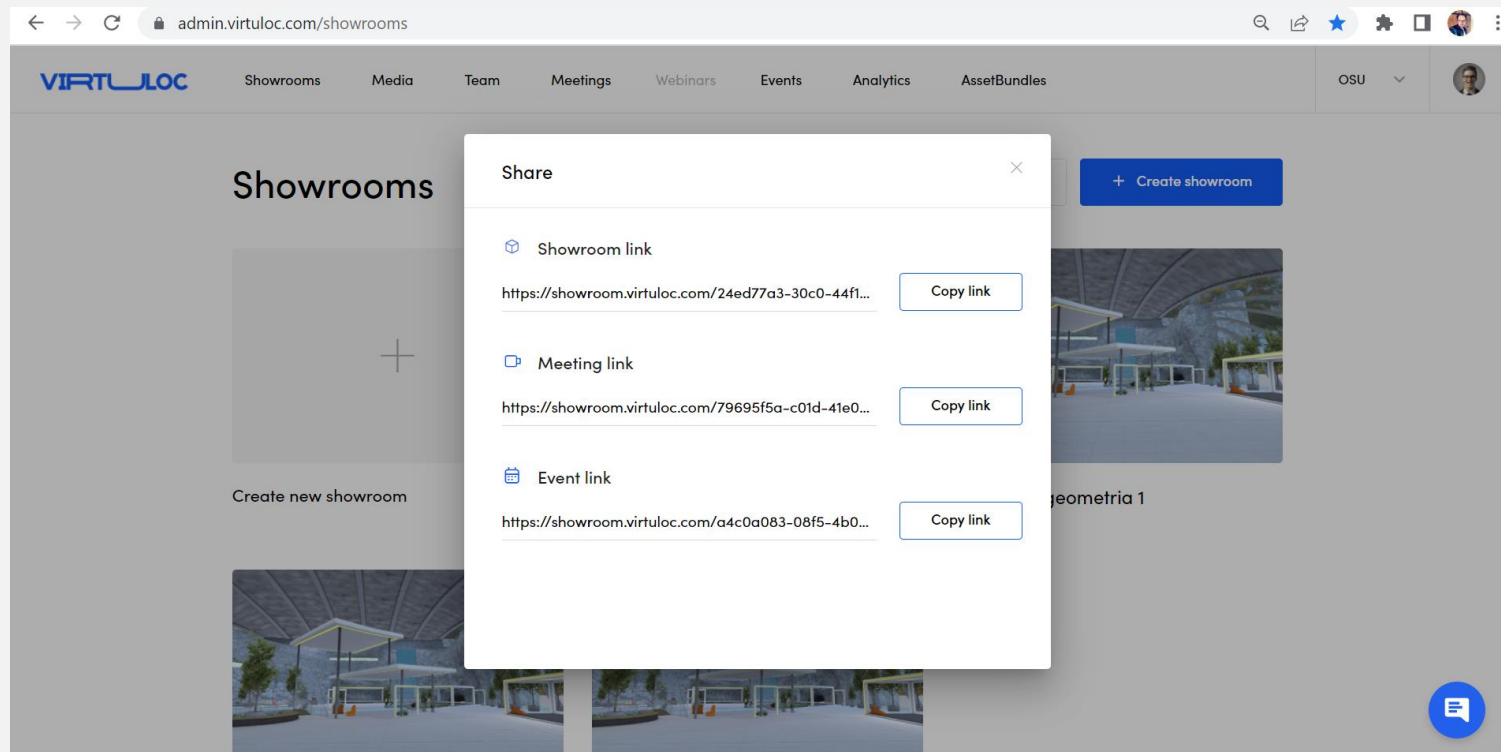 admin.virtuloc.com/showrooms
VIRTULOC Showrooms Media Team Meetings Webinars Events Analytics AssetBundles OSU
Showrooms
+ Create showroom
Share
Showroom link
https://showroom.virtuloc.com/24ed77a3-30c0-44f1... Copy link
Meeting link
https://showroom.virtuloc.com/79695f5a-c01d-41e0... Copy link
Event link
https://showroom.virtuloc.com/a4c0a083-08f5-4b0... Copy link
Create new showroom
geometria 1